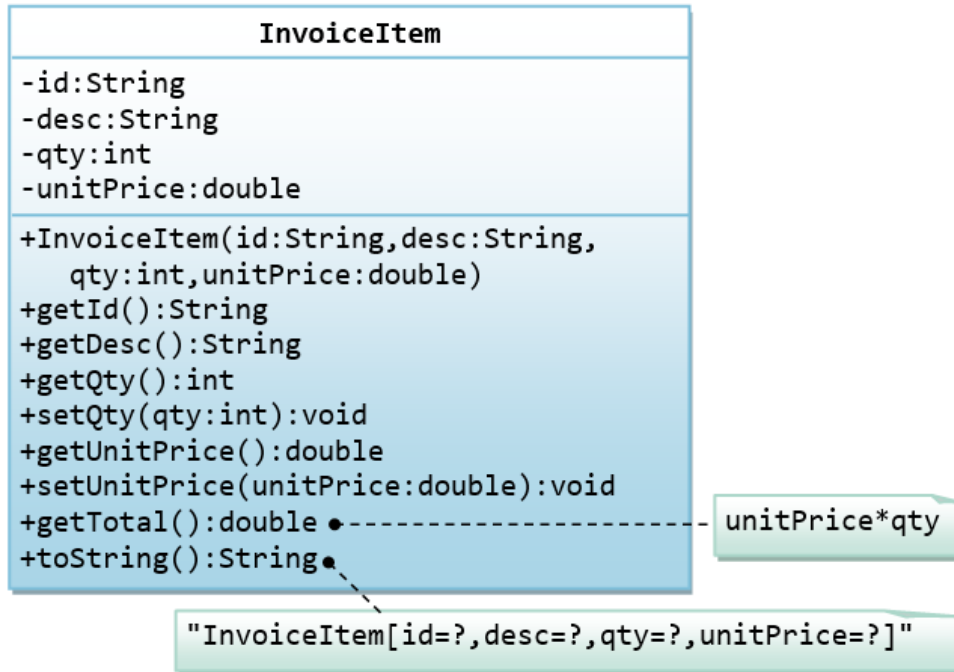 InvoiceItem
-id:String
-desc:String
-qty:int
-unitPrice:double
+InvoiceItem(id:String,desc:String,
qty:int,unitPrice:double)
+getId():String
+getDesc():String
+getQty():int
+setQty(qty:int):void
+getUnitPrice():double
+setUnitPrice(unitPrice:double):void
+getTotal():double
unitPrice*qty
+toString():String
"InvoiceItem[id=?,desc=?,qty=?,unitPrice=?]"